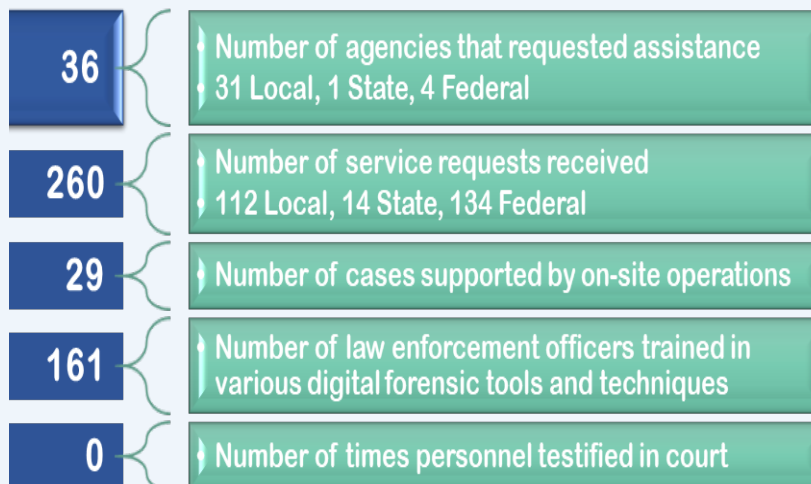 36
Number of agencies that requested assistance
31 Local, 1 State, 4 Federal
260
Number of service requests received
112 Local, 14 State, 134 Federal
29
Number of cases supported by on-site operations
161
Number of law enforcement officers trained in
various digital forensic tools and techniques
0
Number of times personnel testified in court